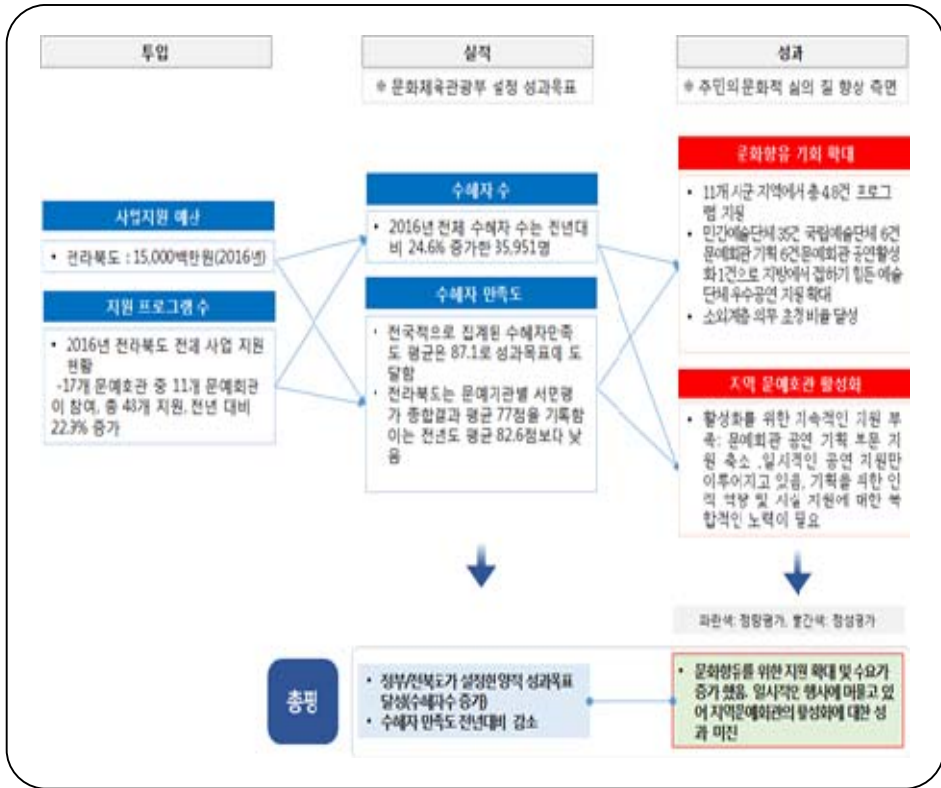 투입
사업지원 예산
• 전라북도 : 15,000백만원(2016년)
지원 프로그램 수
• 2016년 전라북도 전체 사업 지원
현황
-17개 문예회관 중 11개 문예회관
이 참여, 총 48개 지원, 전년 대비
22.9% 증가
실적
※ 문화체육관광부 설정 성과목표
수혜자 수
• 2016년 전체 수혜자 수는 전년대
비 24.6% 증가한 35,951명
수혜자 만족도
• 전국적으로 집계된 수혜자만족
도 평균은 87.1로 성과목표에 도
달함
• 전라북도는 문예기관별 서면평
가 종합결과 평균 77점을 기록함
이는 전년도 평균 82.6점보다 낮
음
성과
※ 주민의 문화적 삶의 질 향상 측면
문화향유 기회 확대
• 11개 시군 지역에서 총 48건 프로그
램 지원
• 민간예술단체 35건 국립예술단체 6건
문예회관 기획 6건 문예회관 공연활성
화 1건으로 지방에서 접하기 힘든 예술
단체 우수공연 지원 확대
• 소외계층 의무 초청 비율 달성
지역 문예회관 활성화
• 활성화를 위한 지속적인 지원 부
족: 문예회관 공연 기획 부문 지
원 축소 ,일시적인 공연 지원만
이루어지고 있음, 기획을 위한 인
적 역량 및 시설 지원에 대한 복
합적인 노력이 필요
파란색: 정량평가, 빨간색: 정성평가
총평
• 정부/전북도가 설정한 양적 성과목표
달성(수혜자수 증가)
• 수혜자 만족도 전년대비 감소
• 문화향유를 위한 지원 확대 및 수요가
증가 했음. 일시적인 행사에 머물고 있
어 지역문예회관의 활성화에 대한 성
과 미진